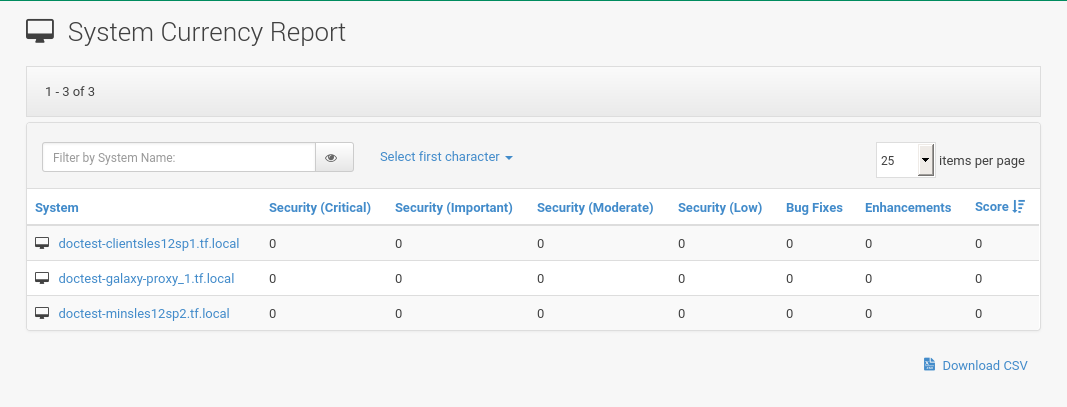 System Currency Report
1 - 3 of 3
Filter by System Name: Select first character 25 items per page
System Security (Critical) Security (Important) Security (Moderate) Security (Low) Bug Fixes Enhancements Score
doctest-clientsles12sp1.tf.local 0 0 0 0 0 0 0
doctest-galaxy-proxy_1.tf.local 0 0 0 0 0 0 0
doctest-minsles12sp2.tf.local 0 0 0 0 0 0 0
Download CSV